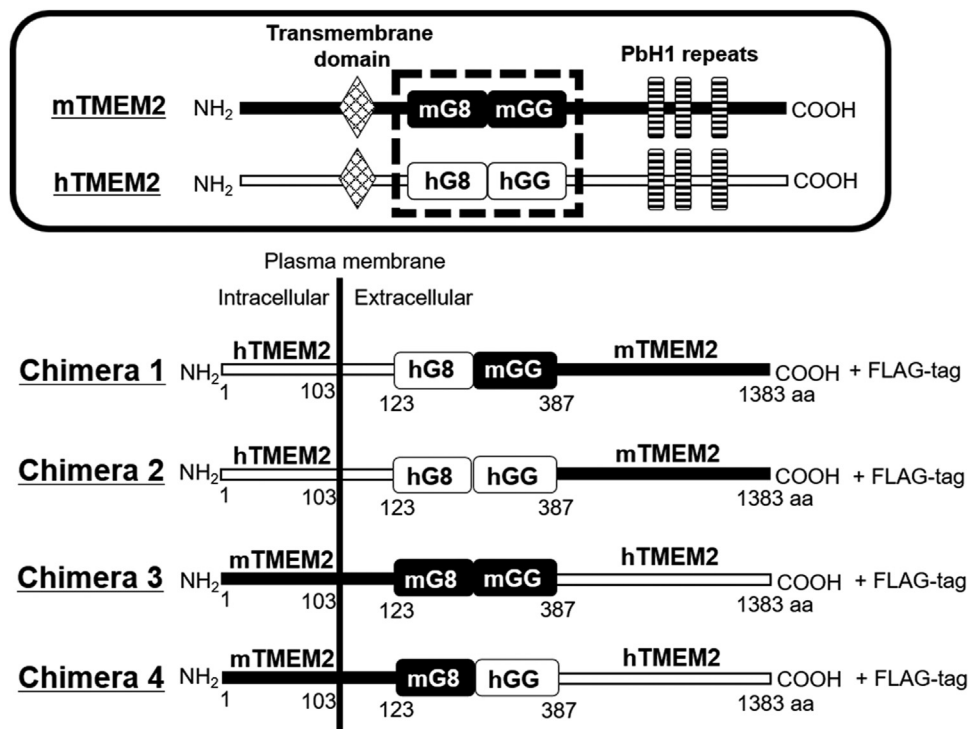 Transmembrane
domain
PbH1 repeats
mTMEM2 NH2 mG8 mGG COOH
hTMEM2 NH2 hG8 hGG COOH
Plasma membrane
Intracellular Extracellular
hTMEM2 mTMEM2
Chimera 1 NH2 hG8 mGG COOH + FLAG-tag
1 103 123 387 1383 aa
hTMEM2 mTMEM2
Chimera 2 NH2 hG8 hGG COOH + FLAG-tag
1 103 123 387 1383 aa
mTMEM2 hTMEM2
Chimera 3 NH2 mG8 mGG COOH + FLAG-tag
1 103 123 387 1383 aa
mTMEM2 hTMEM2
Chimera 4 NH2 mG8 hGG COOH + FLAG-tag
1 103 123 387 1383 aa